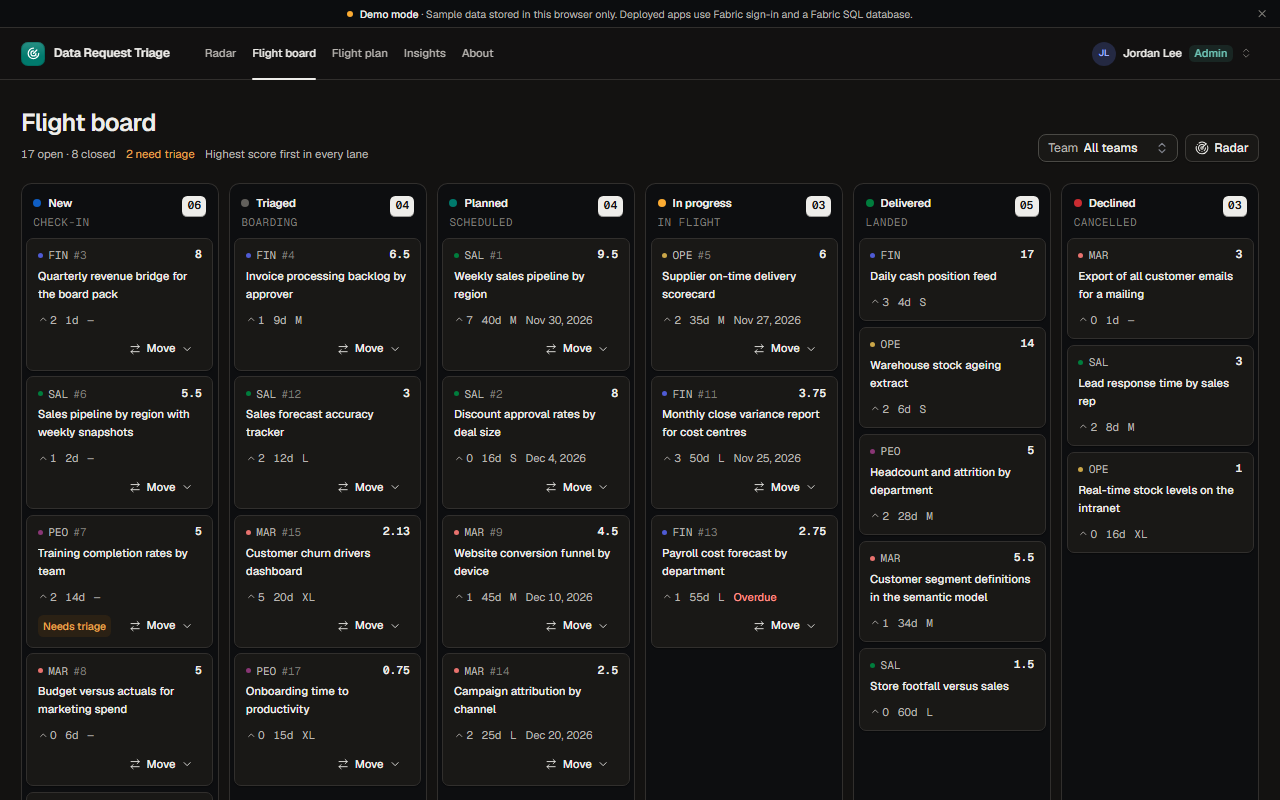 Demo mode · Sample data stored in this browser only. Deployed apps use Fabric sign-in and a Fabric SQL database.
Data Request Triage
Radar
Flight board
Flight plan
Insights
About
JL
Jordan Lee
Admin
Flight board
17 open · 8 closed 2 need triage Highest score first in every lane
Team All teams
Radar
New
06
CHECK-IN
FIN #3
8
Quarterly revenue bridge for
the board pack
2 1d –
Move
SAL #6
5.5
Sales pipeline by region with
weekly snapshots
1 2d –
Move
PEO #7
5
Training completion rates by
team
2 14d –
Needs triage
Move
MAR #8
5
Budget versus actuals for
marketing spend
0 6d –
Move
Triaged
04
BOARDING
FIN #4
6.5
Invoice processing backlog by
approver
1 9d M
Move
SAL #12
3
Sales forecast accuracy
tracker
2 12d L
Move
MAR #15
2.13
Customer churn drivers
dashboard
5 20d XL
Move
PEO #17
0.75
Onboarding time to
productivity
0 15d XL
Move
Planned
04
SCHEDULED
SAL #1
9.5
Weekly sales pipeline by
region
7 40d M Nov 30, 2026
Move
SAL #2
8
Discount approval rates by
deal size
0 16d S Dec 4, 2026
Move
MAR #9
4.5
Website conversion funnel by
device
1 45d M Dec 10, 2026
Move
MAR #14
2.5
Campaign attribution by
channel
2 25d L Dec 20, 2026
Move
In progress
03
IN FLIGHT
OPE #5
6
Supplier on-time delivery
scorecard
2 35d M Nov 27, 2026
Move
FIN #11
3.75
Monthly close variance report
for cost centres
3 50d L Nov 25, 2026
Move
FIN #13
2.75
Payroll cost forecast by
department
1 55d L Overdue
Move
Delivered
05
LANDED
FIN
17
Daily cash position feed
3 4d S
OPE
14
Warehouse stock ageing
extract
2 6d S
PEO
5
Headcount and attrition by
department
2 28d M
MAR
5.5
Customer segment definitions
in the semantic model
1 34d M
SAL
1.5
Store footfall versus sales
0 60d L
Declined
03
CANCELLED
MAR
3
Export of all customer emails
for a mailing
0 1d –
SAL
3
Lead response time by sales
rep
2 8d M
OPE
1
Real-time stock levels on the
intranet
0 16d XL